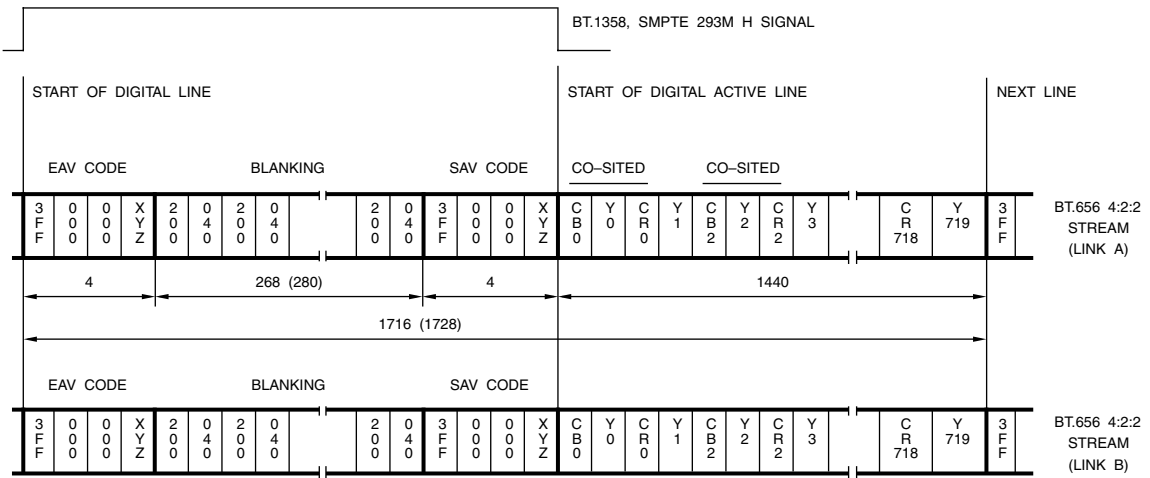 BT.1358, SMPTE 293M H SIGNAL
START OF DIGITAL LINE
START OF DIGITAL ACTIVE LINE
NEXT LINE
EAV CODE
BLANKING
SAV CODE
CO–SITED
CO–SITED
3FF 000 000 XYZ 200 040 200 040 200 040 3FF 000 000 XYZ CB0 Y0 CR0 Y1 CB2 Y2 CR2 Y3 CR718 Y719 3FF
BT.656 4:2:2
STREAM
(LINK A)
4
268 (280)
4
1440
1716 (1728)
EAV CODE
BLANKING
SAV CODE
3FF 000 000 XYZ 200 040 200 040 200 040 3FF 000 000 XYZ CB0 Y0 CR0 Y1 CB2 Y2 CR2 Y3 CR718 Y719 3FF
BT.656 4:2:2
STREAM
(LINK B)